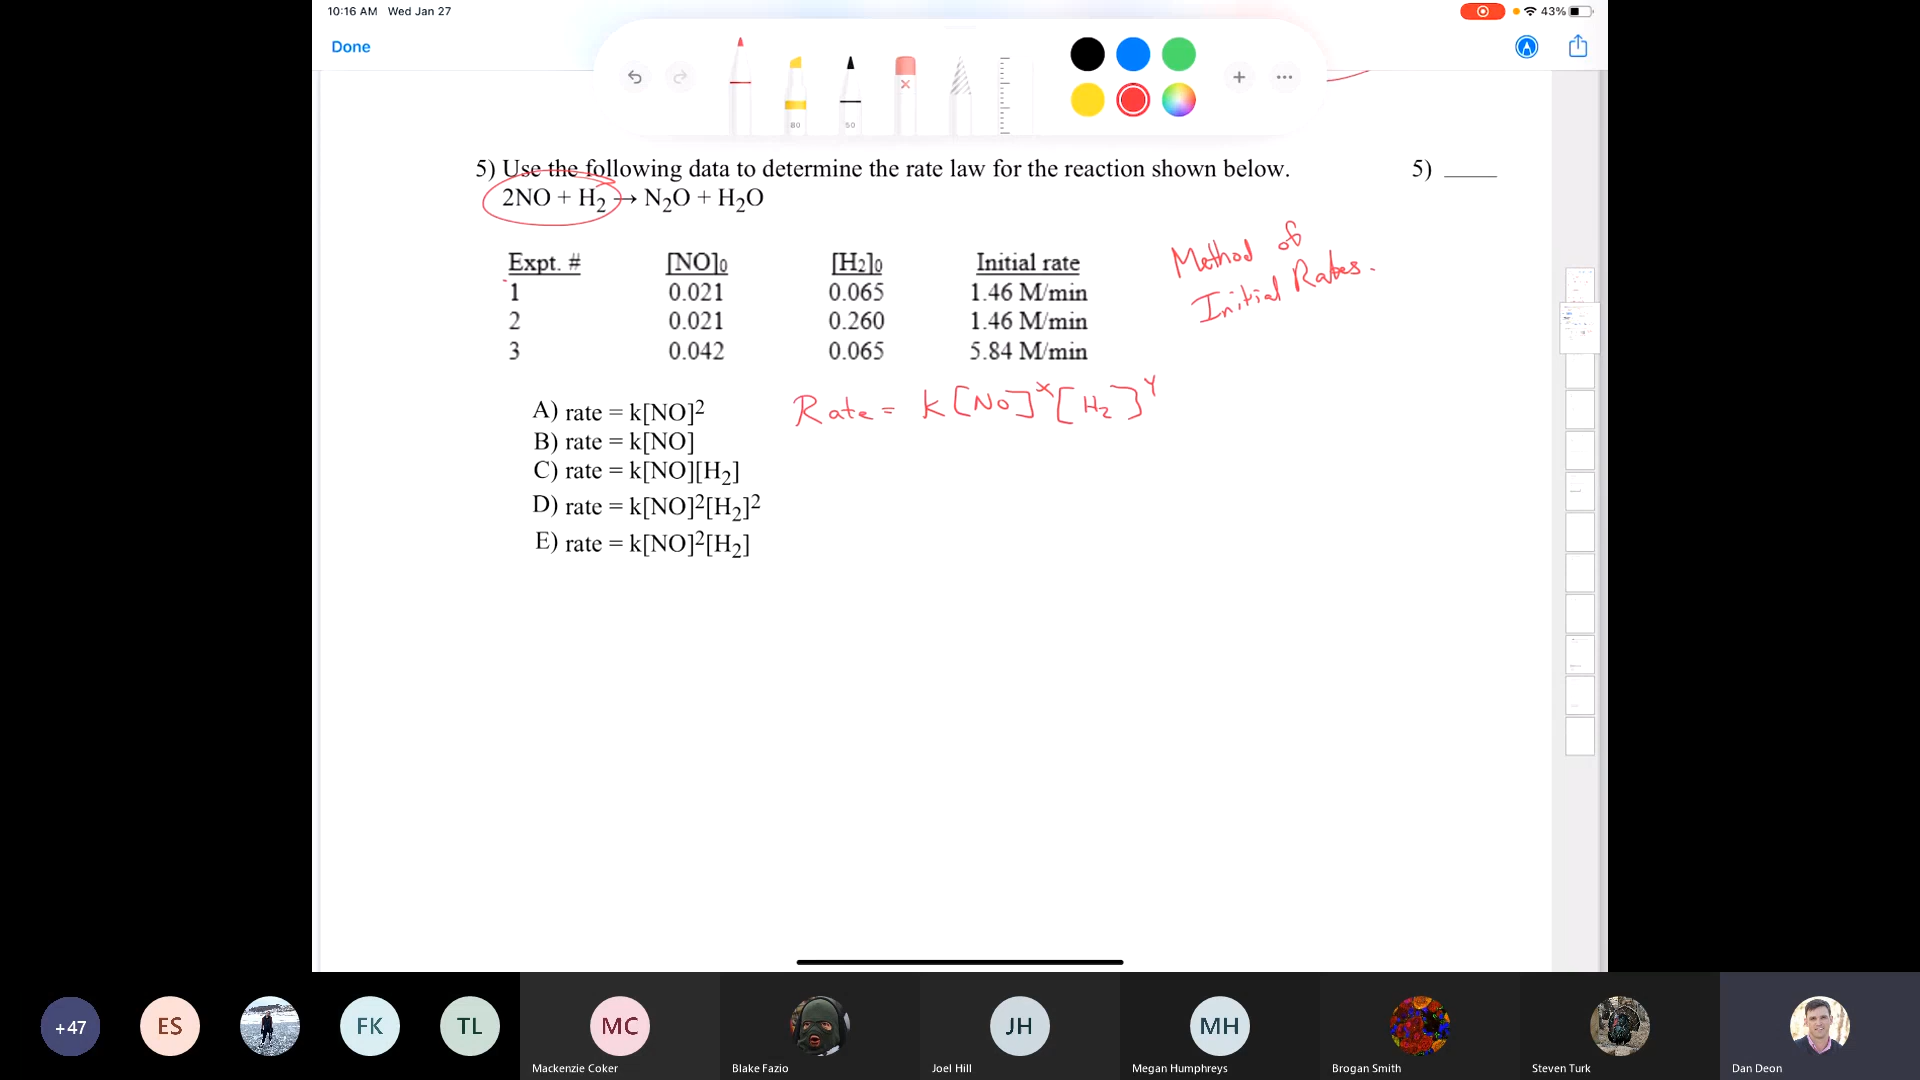 10:16 AM Wed Jan 27
43%
Done
80
50
5) Use the following data to determine the rate law for the reaction shown below.
5) ____
2NO + H2 → N2O + H2O
Expt. # [NO]0 [H2]0 Initial rate
1 0.021 0.065 1.46 M/min
2 0.021 0.260 1.46 M/min
3 0.042 0.065 5.84 M/min
Method of
Initial Rates.
Rate = k[NO]^x[H2]^y
A) rate = k[NO]2
B) rate = k[NO]
C) rate = k[NO][H2]
D) rate = k[NO]2[H2]2
E) rate = k[NO]2[H2]
+47 ES FK TL MC JH MH
Mackenzie Coker Blake Fazio Joel Hill Megan Humphreys Brogan Smith Steven Turk Dan Deon